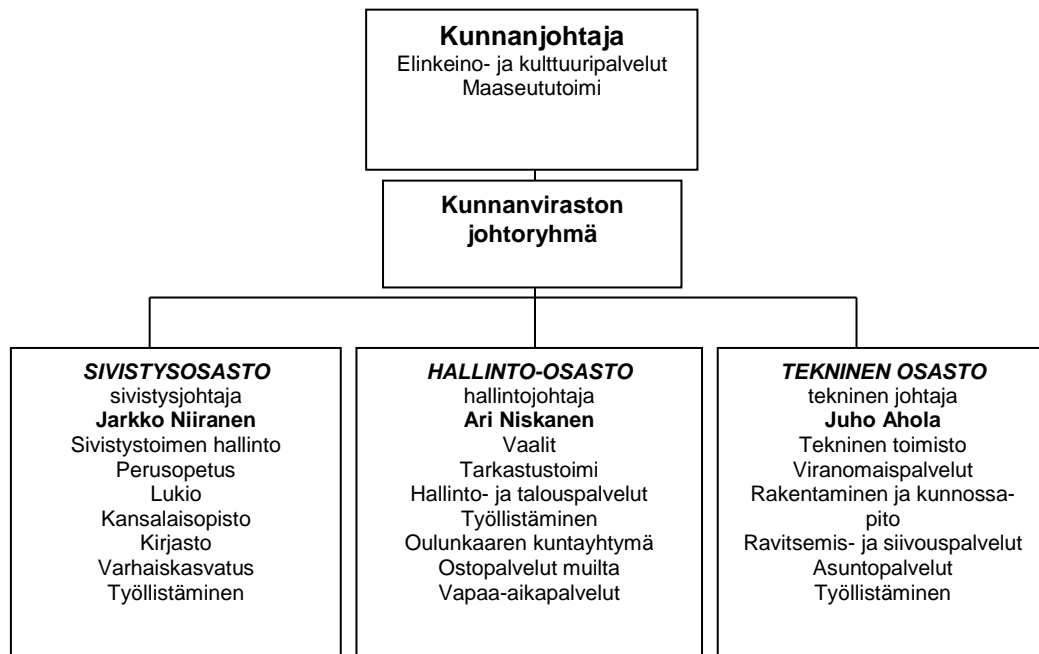 Kunnanjohtaja
Elinkeino- ja kulttuuripalvelut
Maaseututoimi
Kunnanviraston
johtoryhmä
SIVISTYSOSASTO
sivistysjohtaja
Jarkko Niiranen
Sivistystoimen hallinto
Perusopetus
Lukio
Kansalaisopisto
Kirjasto
Varhaiskasvatus
Työllistäminen
HALLINTO-OSASTO
hallintojohtaja
Ari Niskanen
Vaalit
Tarkastustoimi
Hallinto- ja talouspalvelut
Työllistäminen
Oulunkaaren kuntayhtymä
Ostopalvelut muilta
Vapaa-aikapalvelut
TEKNINEN OSASTO
tekninen johtaja
Juho Ahola
Tekninen toimisto
Viranomaispalvelut
Rakentaminen ja kunnossa-
pito
Ravitsemis- ja siivouspalvelut
Asuntopalvelut
Työllistäminen